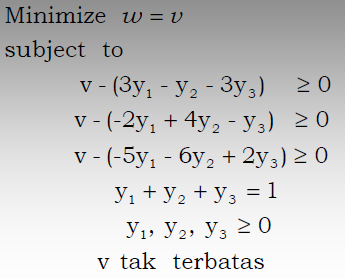 Minimize w = v
subject to
v - (3y₁ - y₂ - 3y₃) ≥ 0
v - (-2y₁ + 4y₂ - y₃) ≥ 0
v - (-5y₁ - 6y₂ + 2y₃) ≥ 0
y₁ + y₂ + y₃ = 1
y₁, y₂, y₃ ≥ 0
v tak terbatas